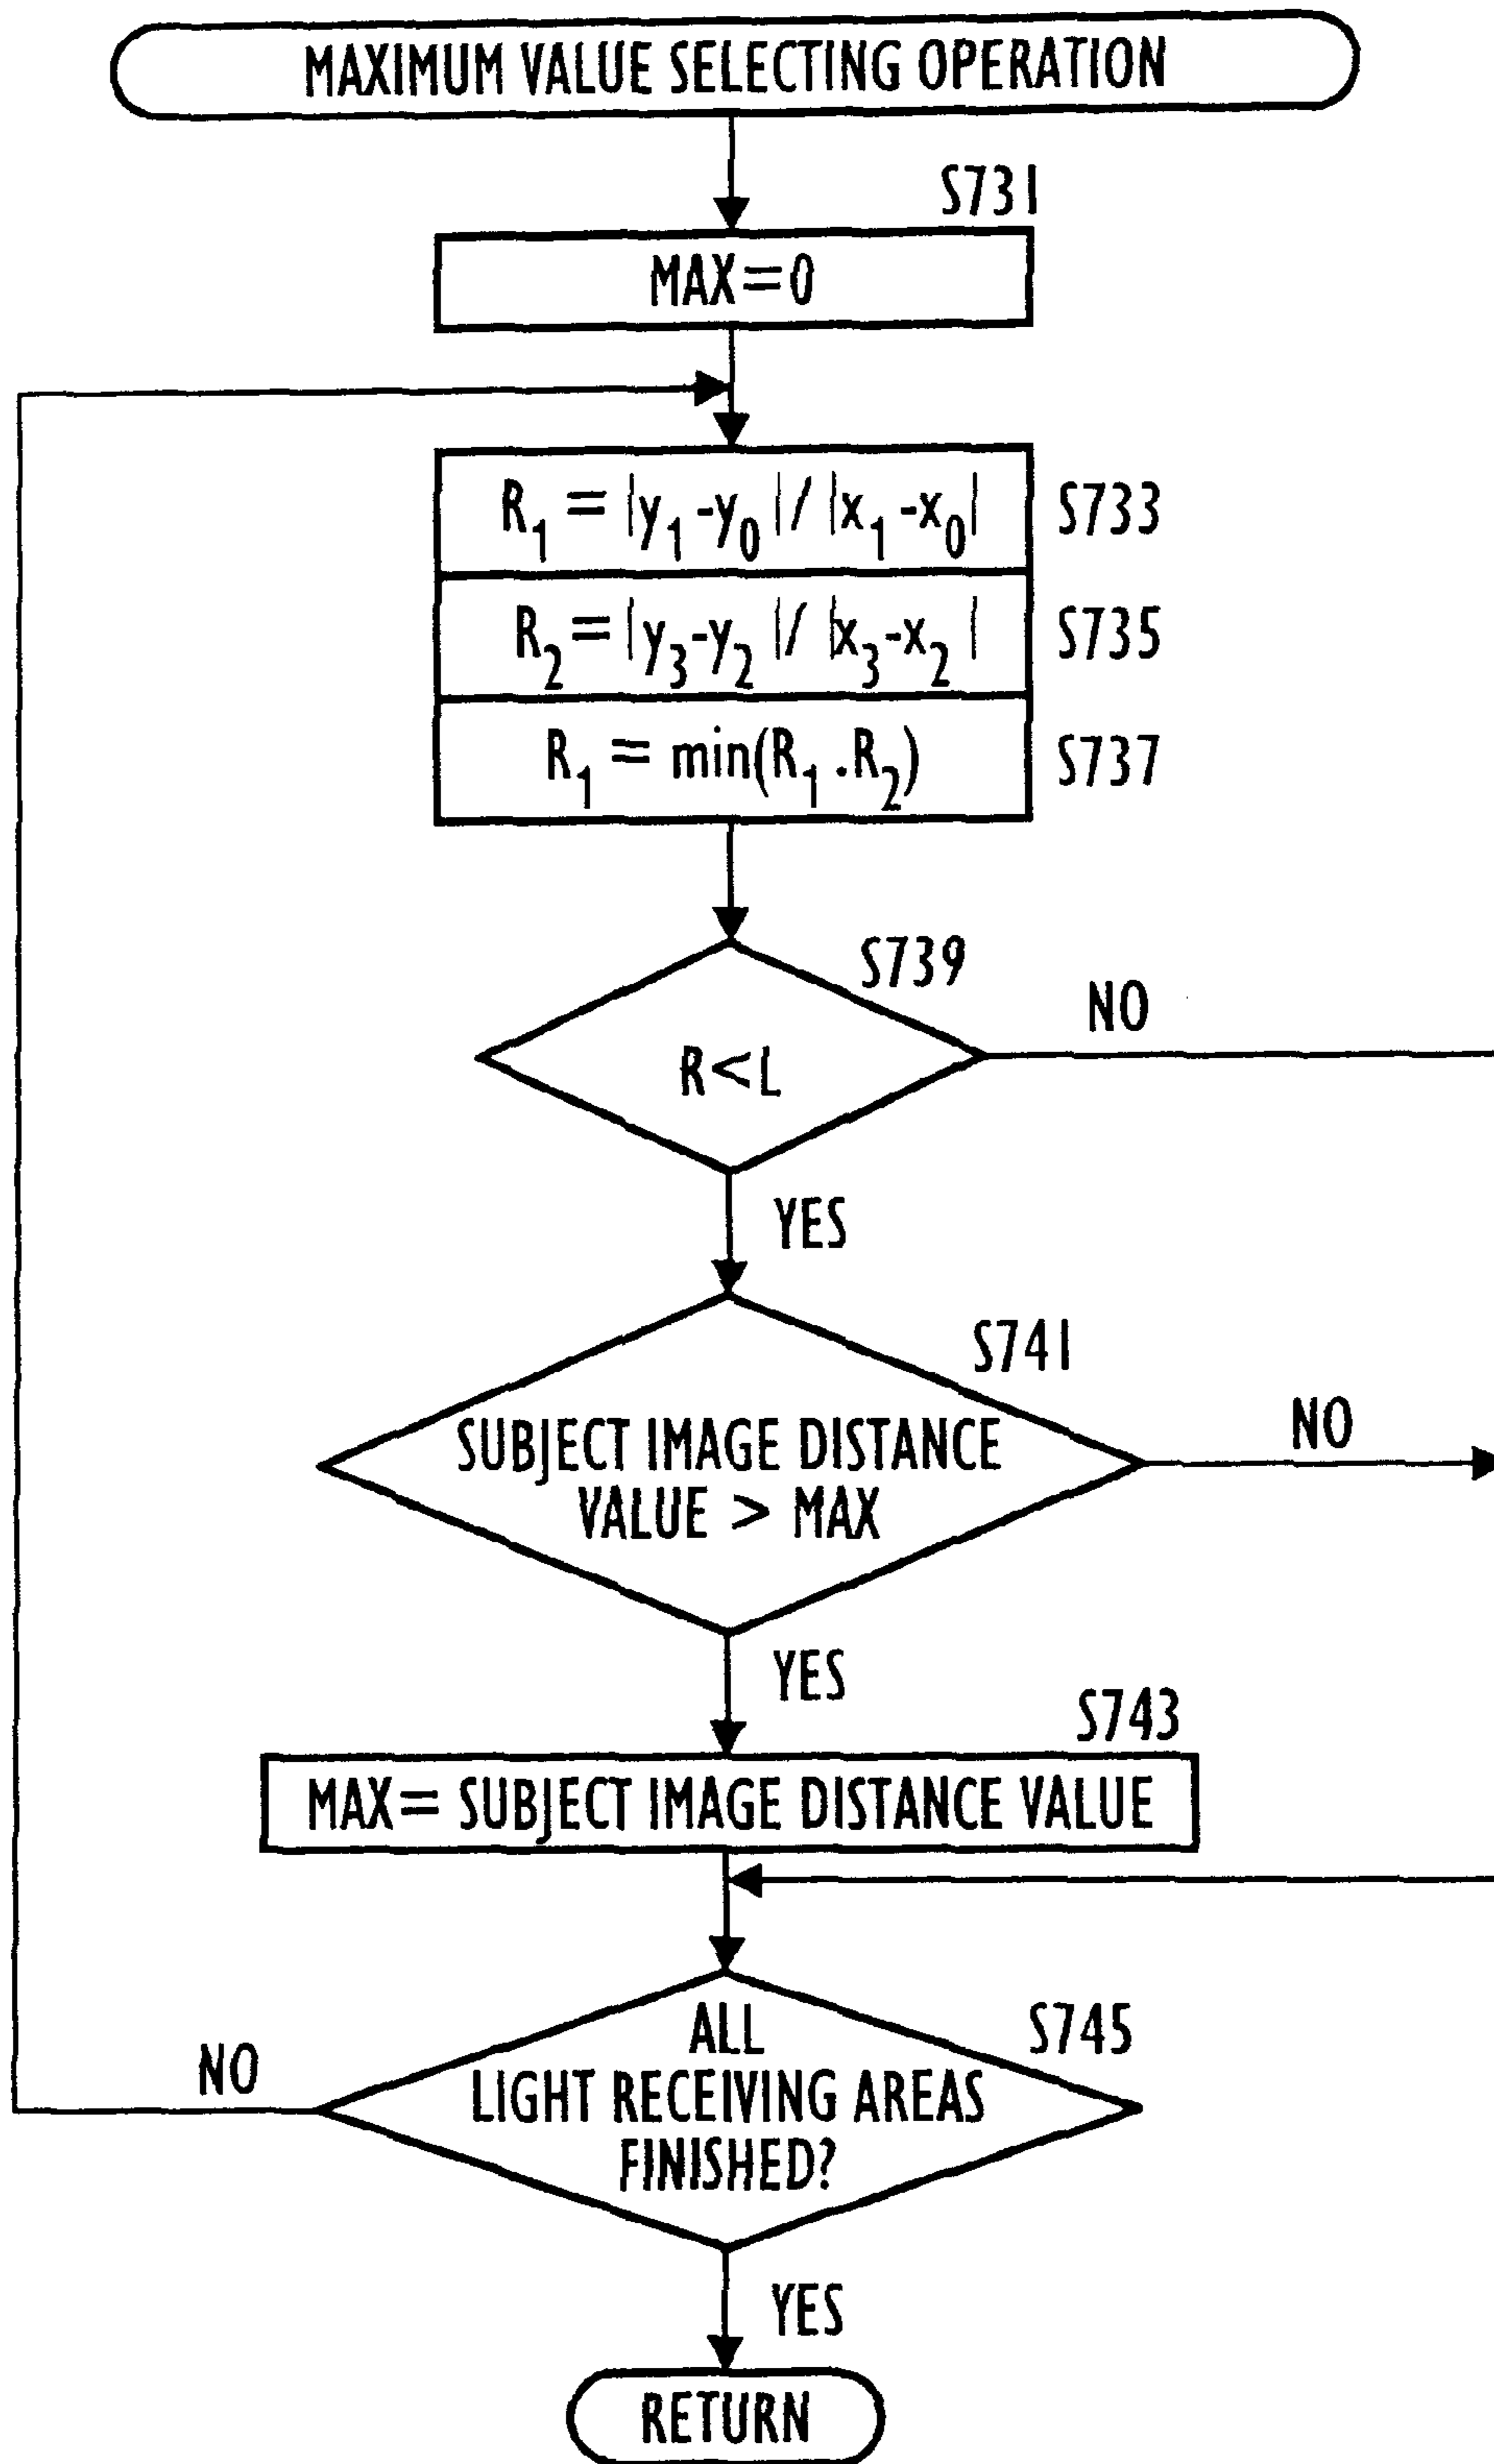 MAXIMUM VALUE SELECTING OPERATION
S731
MAX=0
R₁ = |y₁-y₀| / |x₁-x₀| S733
R₂ = |y₃-y₂| / |x₃-x₂| S735
R₁ = min(R₁.R₂) S737
S739
NO
R<L
YES
S741
SUBJECT IMAGE DISTANCE
VALUE > MAX
NO
YES
S743
MAX= SUBJECT IMAGE DISTANCE VALUE
S745
ALL
LIGHT RECEIVING AREAS
FINISHED?
NO
YES
RETURN